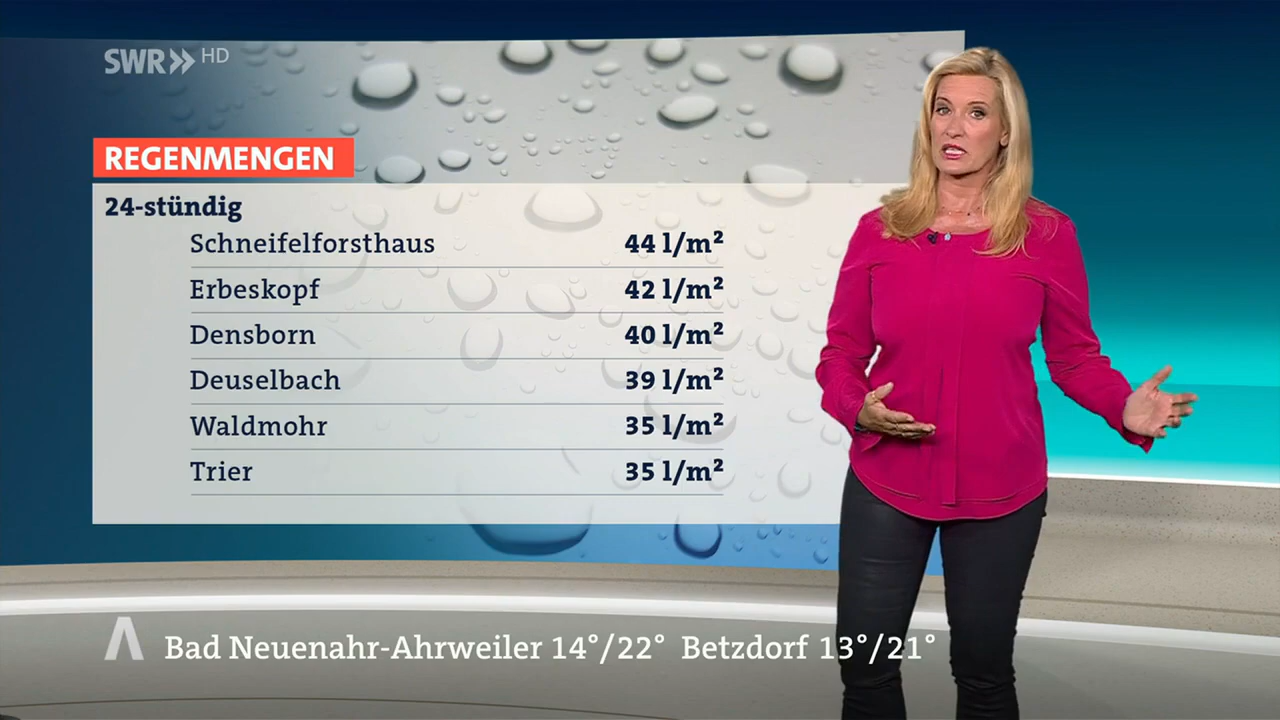 SWR» HD
REGENMENGEN
24-stündig
Schneifelforsthaus 44 l/m²
Erbeskopf 42 l/m²
Densborn 40 l/m²
Deuselbach 39 l/m²
Waldmohr 35 l/m²
Trier 35 l/m²
Bad Neuenahr-Ahrweiler 14°/22° Betzdorf 13°/21°